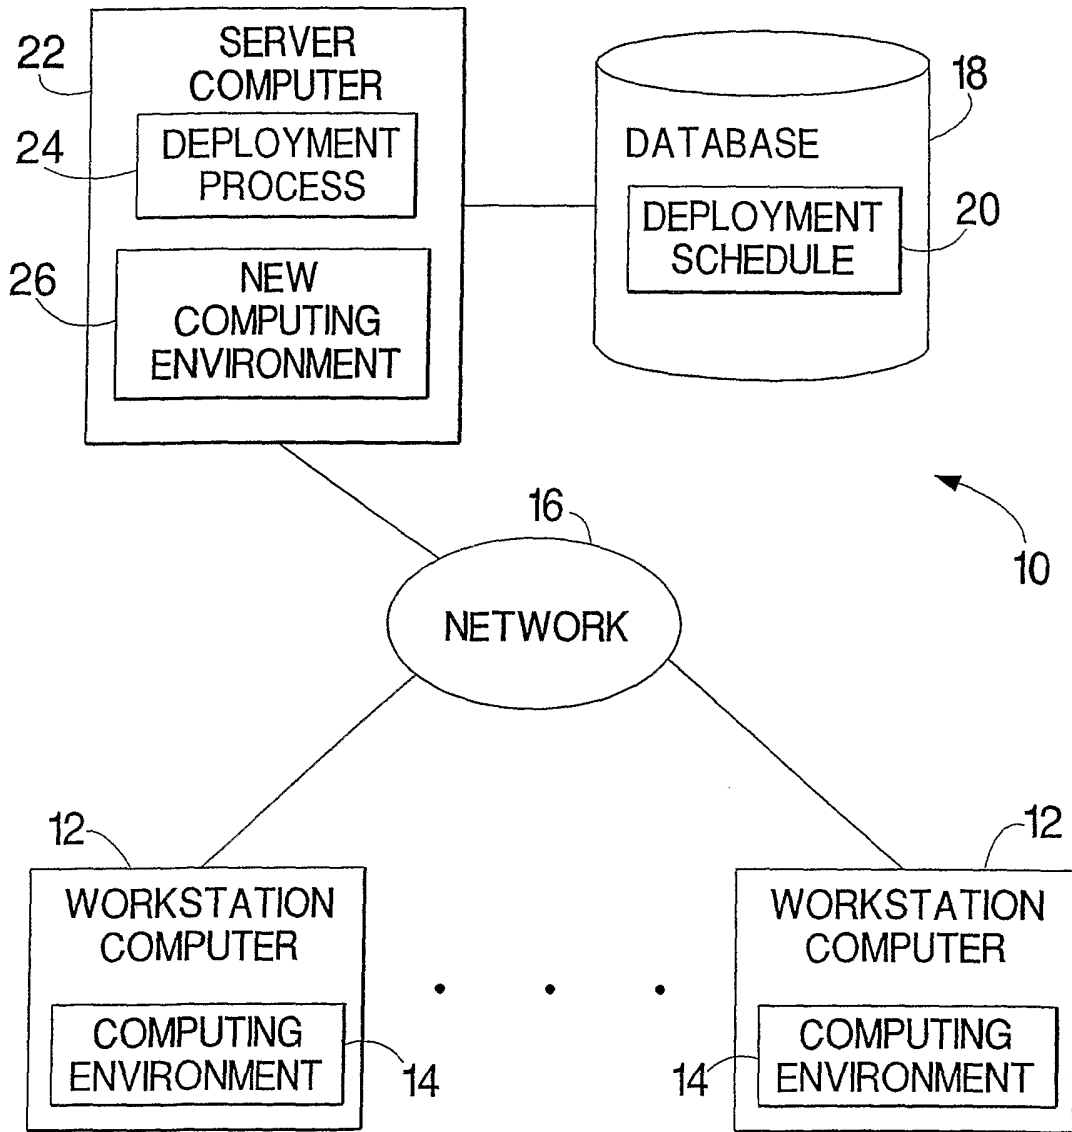 22
SERVER
COMPUTER
24
DEPLOYMENT
PROCESS
26
NEW
COMPUTING
ENVIRONMENT
18
DATABASE
20
DEPLOYMENT
SCHEDULE
10
16
NETWORK
12
WORKSTATION
COMPUTER
COMPUTING
ENVIRONMENT
14
12
WORKSTATION
COMPUTER
14
COMPUTING
ENVIRONMENT